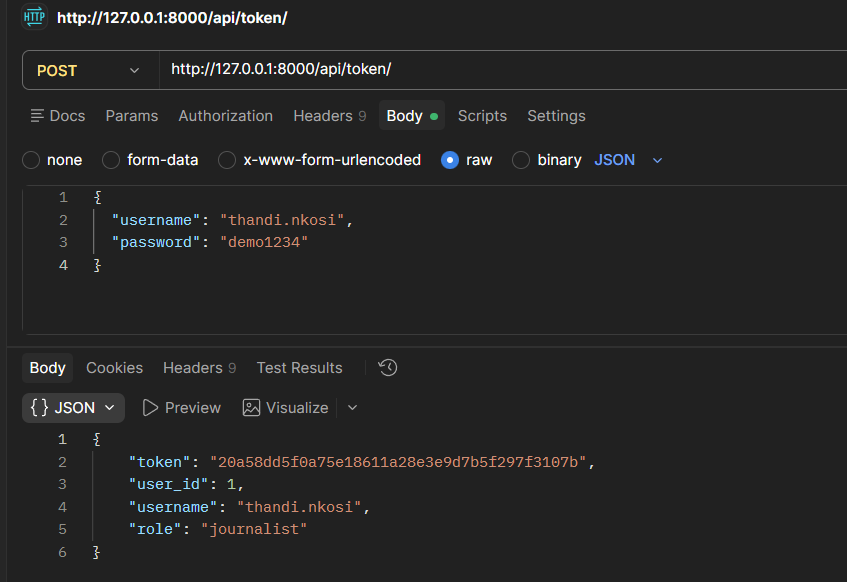 HTTP http://127.0.0.1:8000/api/token/
POST http://127.0.0.1:8000/api/token/
Docs Params Authorization Headers 9 Body Scripts Settings
none form-data x-www-form-urlencoded raw binary JSON
1 {
2 "username": "thandi.nkosi",
3 "password": "demo1234"
4 }
Body Cookies Headers 9 Test Results
{} JSON Preview Visualize
1 {
2 "token": "20a58dd5f0a75e18611a28e3e9d7b5f297f3107b",
3 "user_id": 1,
4 "username": "thandi.nkosi",
5 "role": "journalist"
6 }